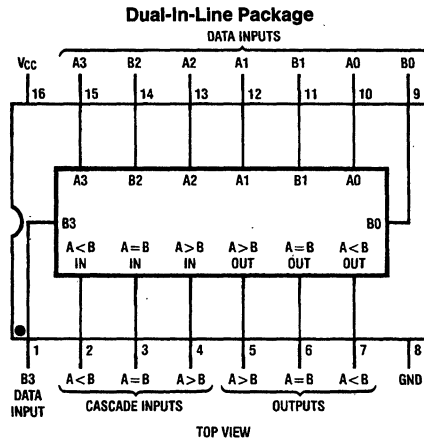 Dual-In-Line Package
DATA INPUTS
VCC A3 B2 A2 A1 B1 A0 B0
16 15 14 13 12 11 10 9
A3 B2 A2 A1 B1 A0
B3 B0
A<B A=B A>B A>B A=B A<B
IN IN IN OUT OUT OUT
1 2 3 4 5 6 7 8
B3 A<B A=B A>B A>B A=B A<B GND
DATA
INPUT CASCADE INPUTS OUTPUTS
TOP VIEW